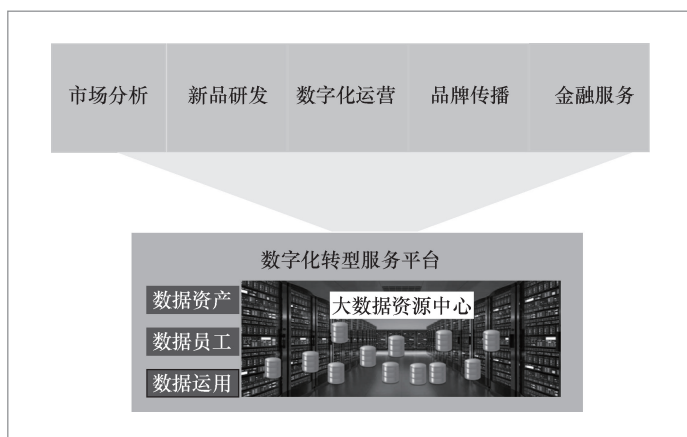 市场分析 新品研发 数字化运营 品牌传播 金融服务
数字化转型服务平台
大数据资源中心
数据资产
数据员工
数据运用